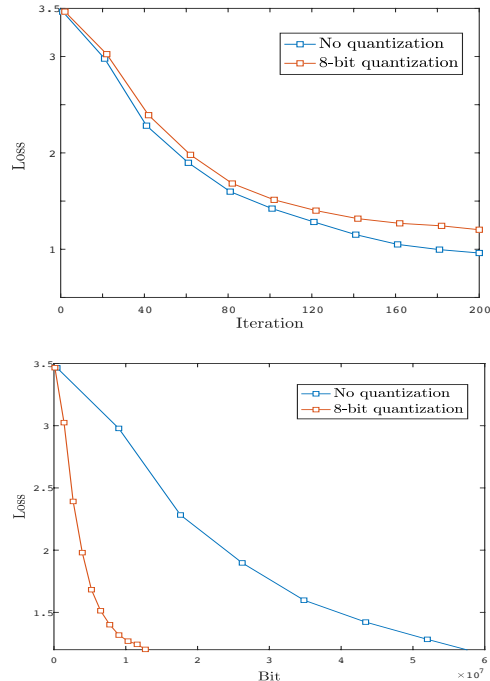 3.5
3
2
1
Loss
No quantization
8-bit quantization
0 40 80 120 160 200
Iteration
3.5
3
2.5
2
1.5
Loss
No quantization
8-bit quantization
0 1 2 3 4 5 6
×10⁷
Bit